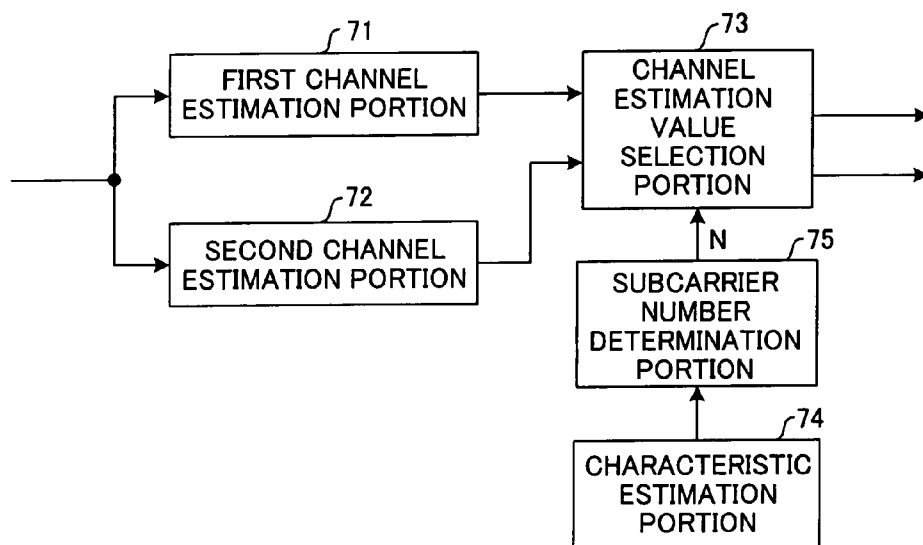 71
FIRST CHANNEL
ESTIMATION PORTION
72
SECOND CHANNEL
ESTIMATION PORTION
73
CHANNEL
ESTIMATION
VALUE
SELECTION
PORTION
N
75
SUBCARRIER
NUMBER
DETERMINATION
PORTION
74
CHARACTERISTIC
ESTIMATION
PORTION